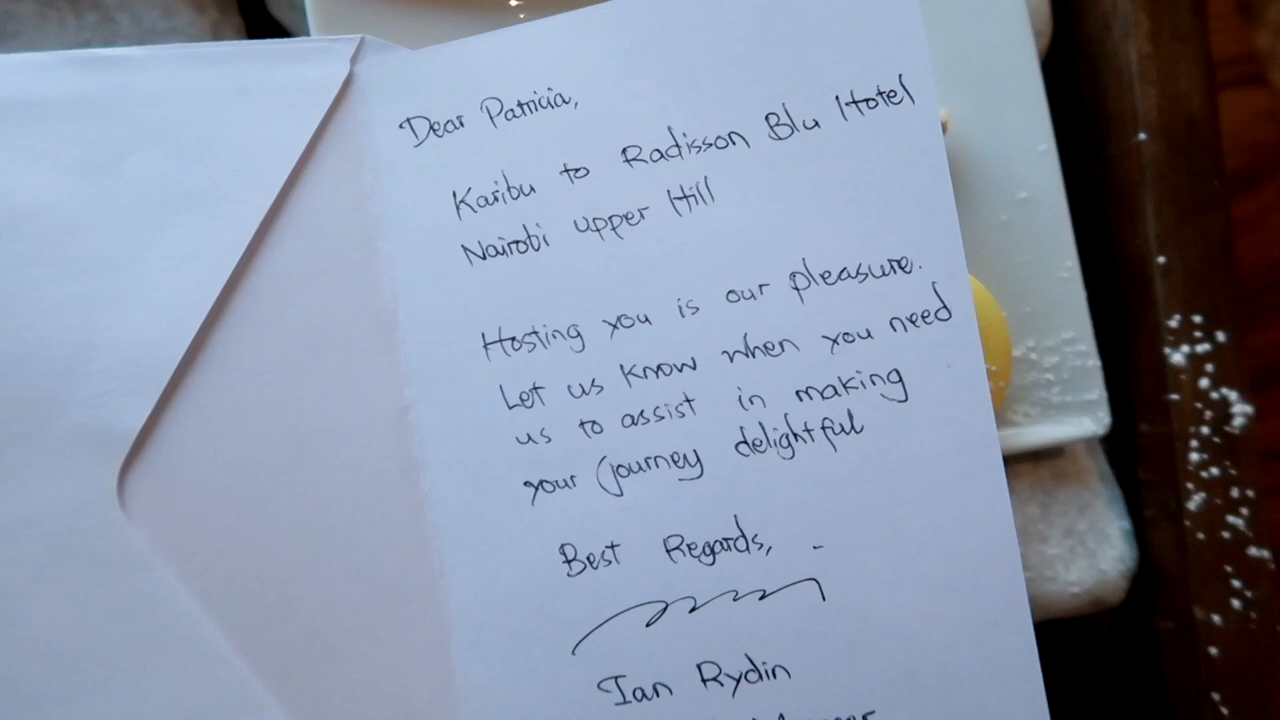 Dear Patricia,
Karibu to Radisson Blu Hotel
Nairobi upper Hill
Hosting you is our pleasure.
Let us know when you need
us to assist in making
your journey delightful
Best Regards,
Ian Rydin